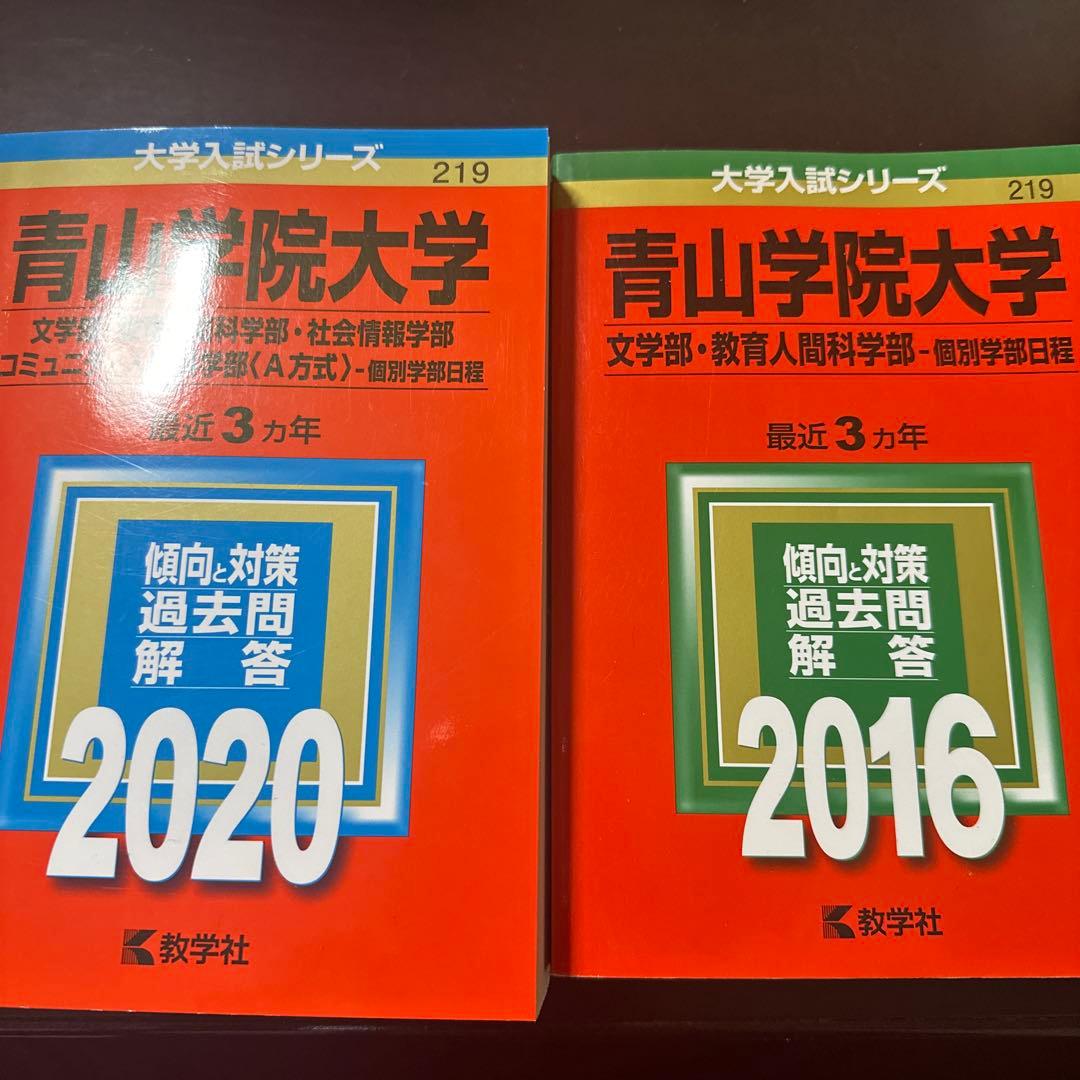 大学入試シリーズ
219
青山学院大学
文学部・ 科学部・社会情報学部
コミュニ 学部〈A方式〉-個別学部日程
最近3カ年
傾向と対策
過去問
解答
2020
教学社
大学入試シリーズ
219
青山学院大学
文学部・教育人間科学部-個別学部日程
最近3カ年
傾向と対策
過去問
解答
2016
教学社